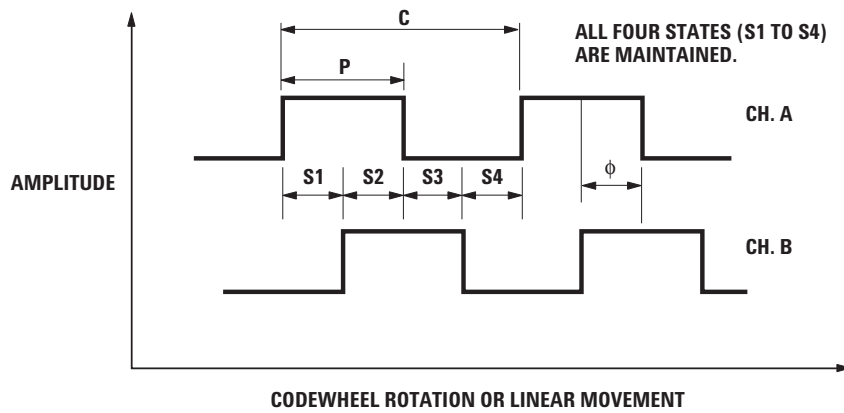 C
ALL FOUR STATES (S1 TO S4)
ARE MAINTAINED.
P
CH. A
AMPLITUDE
S1 S2 S3 S4
ϕ
CH. B
CODEWHEEL ROTATION OR LINEAR MOVEMENT